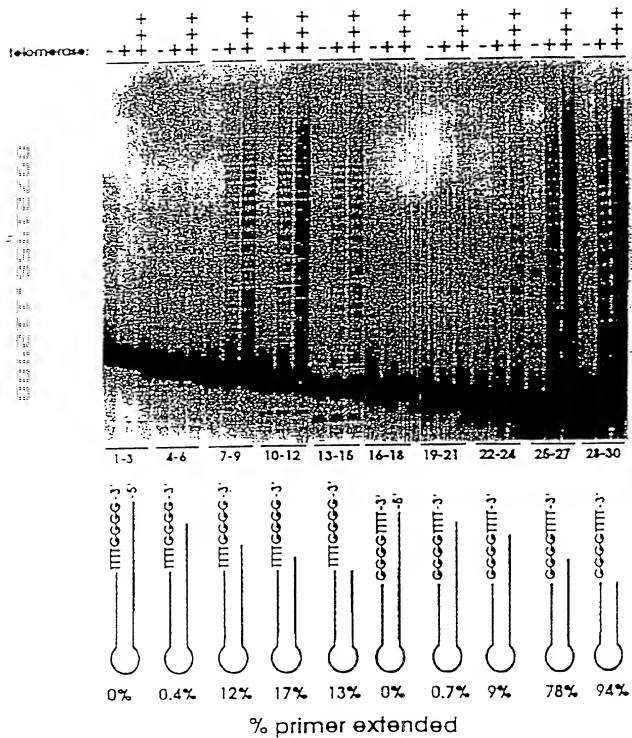 + + + + + + + + + +
+ + + + + + + + + +
telomerase: - + + - + + - + + - + + - + + - + + - + + - + + - + + - + +
1-3 4-6 7-9 10-12 13-15 16-18 19-21 22-24 25-27 28-30
TTTTGGGG-3' -5' TTTTGGGG-3' TTTTGGGG-3' TTTTGGGG-3' TTTTGGGG-3' GGGGTTTT-3' -5' GGGGTTTT-3' GGGGTTTT-3' GGGGTTTT-3' GGGGTTTT-3'
0% 0.4% 12% 17% 13% 0% 0.7% 9% 78% 94%
% primer extended